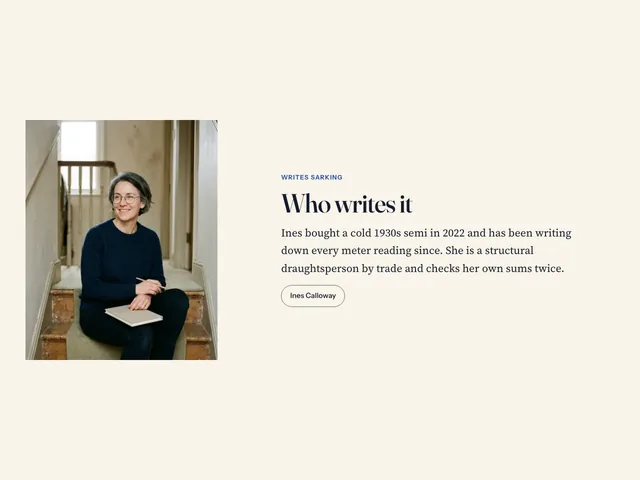 WRITES SARKING
Who writes it
Ines bought a cold 1930s semi in 2022 and has been writing
down every meter reading since. She is a structural
draughtsperson by trade and checks her own sums twice.
Ines Calloway